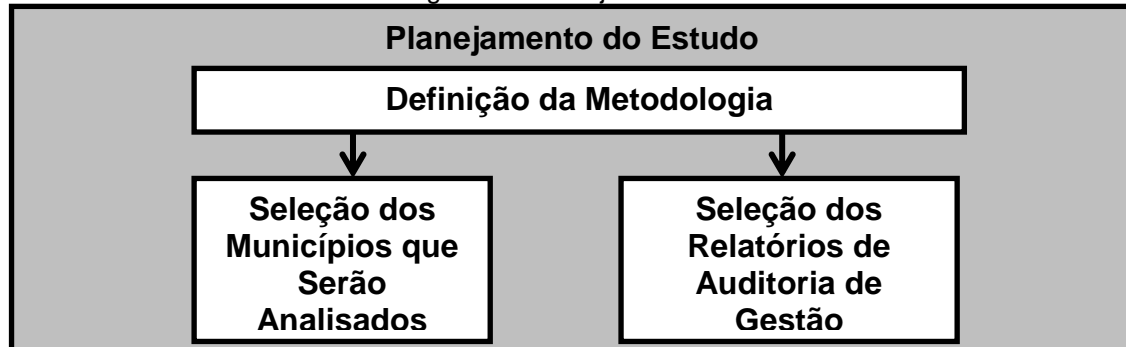 Planejamento do Estudo
Definição da Metodologia
Seleção dos
Municípios que
Serão
Analisados
Seleção dos
Relatórios de
Auditoria de
Gestão